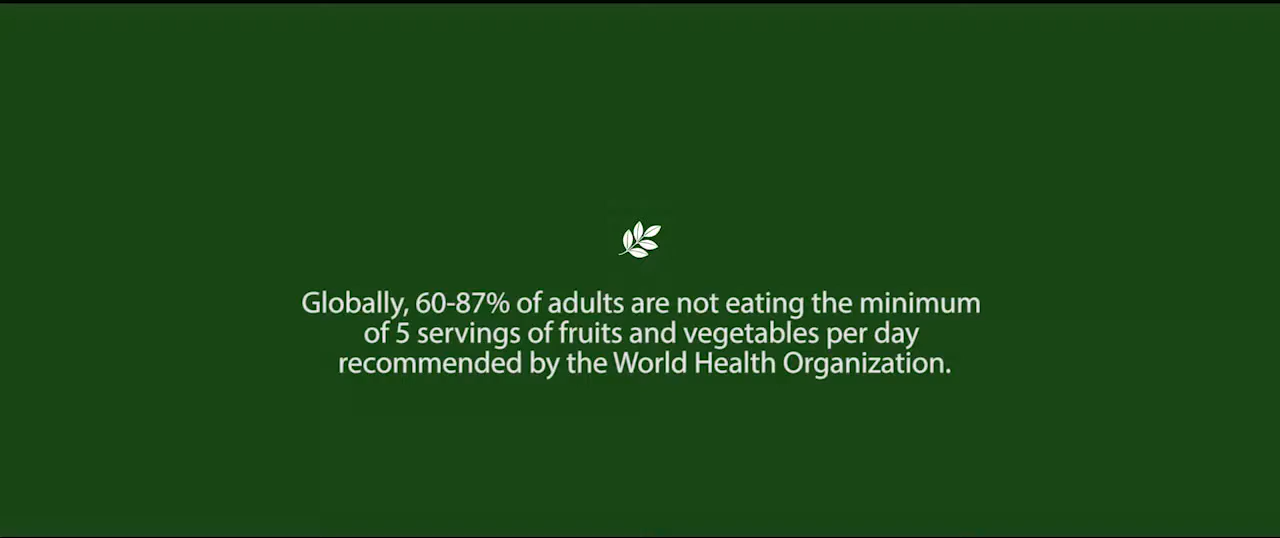 Globally, 60-87% of adults are not eating the minimum
of 5 servings of fruits and vegetables per day
recommended by the World Health Organization.